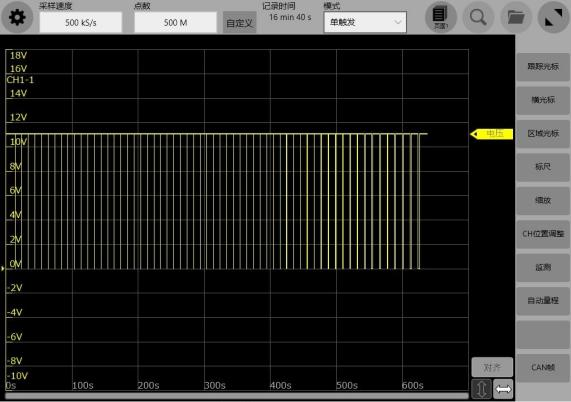 采样速度
点数
记录时间
模式
500 kS/s
500 M
自定义
16 min 40 s
单触发
页面1
18V
16V
CH1-1
14V
12V
10V
8V
6V
4V
2V
0V
-2V
-4V
-6V
-8V
-10V
0s
100s
200s
300s
400s
500s
600s
电压
跟踪光标
横光标
区域光标
标尺
缩放
CH位置调整
监测
自动量程
CAN帧
对齐